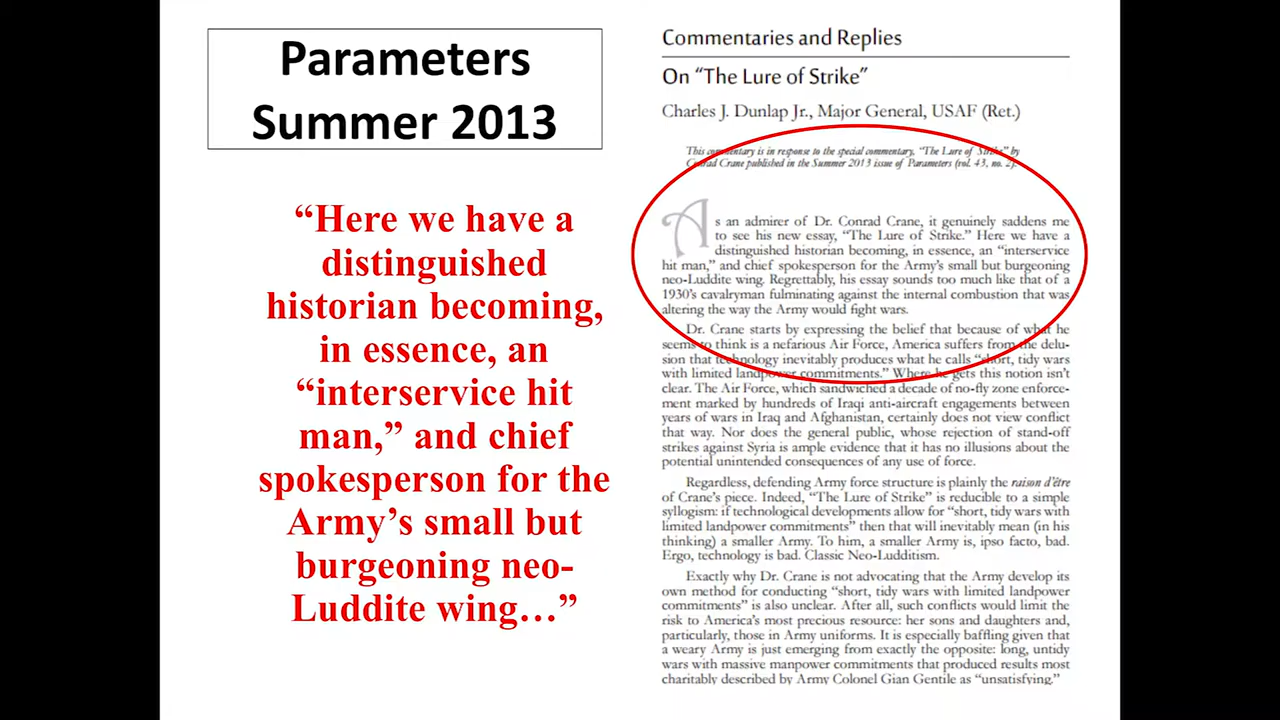 Parameters
Summer 2013
“Here we have a
distinguished
historian becoming,
in essence, an
“interservice hit
man,” and chief
spokesperson for the
Army’s small but
burgeoning neo-
Luddite wing…”
Commentaries and Replies
On “The Lure of Strike”
Charles J. Dunlap Jr., Major General, USAF (Ret.)
This commentary is in response to the special commentary, “The Lure of Strike” by
Conrad Crane published in the Summer 2013 issue of Parameters (vol. 43, no. 2).
As an admirer of Dr. Conrad Crane, it genuinely saddens me
to see his new essay, “The Lure of Strike.” Here we have a
distinguished historian becoming, in essence, an “interservice
hit man,” and chief spokesperson for the Army’s small but burgeoning
neo-Luddite wing. Regrettably, his essay sounds too much like that of a
1930’s cavalryman fulminating against the internal combustion that was
altering the way the Army would fight wars.
Dr. Crane starts by expressing the belief that because of what he
seems to think is a nefarious Air Force, America suffers from the delu-
sion that technology inevitably produces what he calls “short, tidy wars
with limited landpower commitments.” Where he gets this notion isn’t
clear. The Air Force, which sandwiched a decade of no-fly zone enforce-
ment marked by hundreds of Iraqi anti-aircraft engagements between
years of wars in Iraq and Afghanistan, certainly does not view conflict
that way. Nor does the general public, whose rejection of stand-off
strikes against Syria is ample evidence that it has no illusions about the
potential unintended consequences of any use of force.
Regardless, defending Army force structure is plainly the raison d’être
of Crane’s piece. Indeed, “The Lure of Strike” is reducible to a simple
syllogism: if technological developments allow for “short, tidy wars with
limited landpower commitments” then that will inevitably mean (in his
thinking) a smaller Army. To him, a smaller Army is, ipso facto, bad.
Ergo, technology is bad. Classic Neo-Ludditism.
Exactly why Dr. Crane is not advocating that the Army develop its
own method for conducting “short, tidy wars with limited landpower
commitments” is also unclear. After all, such conflicts would limit the
risk to America’s most precious resource: her sons and daughters and,
particularly, those in Army uniforms. It is especially baffling given that
a weary Army is just emerging from exactly the opposite: long, untidy
wars with massive manpower commitments that produced results most
charitably described by Army Colonel Gian Gentile as “unsatisfying.”